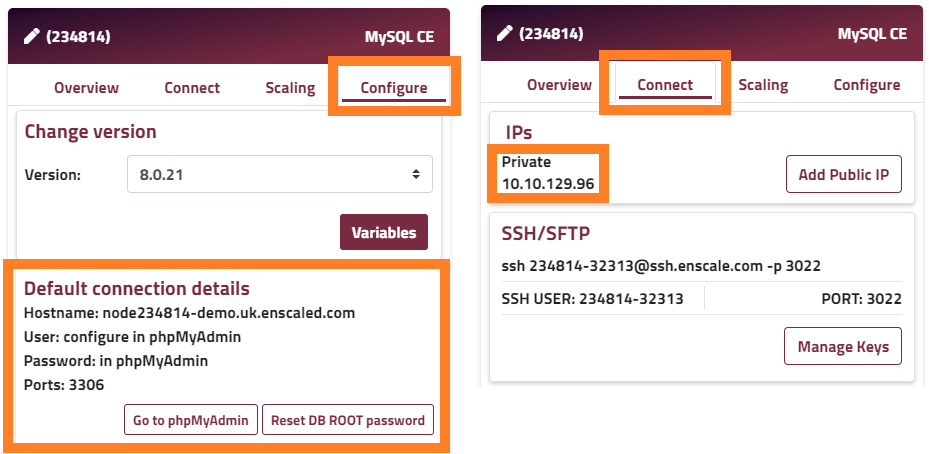 (234814) MySQL CE
Overview Connect Scaling Configure
Change version
Version: 8.0.21
Variables
Default connection details
Hostname: node234814-demo.uk.enscaled.com
User: configure in phpMyAdmin
Password: in phpMyAdmin
Ports: 3306
Go to phpMyAdmin Reset DB ROOT password
(234814) MySQL CE
Overview Connect Scaling Configure
IPs
Private
10.10.129.96
Add Public IP
SSH/SFTP
ssh 234814-32313@ssh.enscale.com -p 3022
SSH USER: 234814-32313 PORT: 3022
Manage Keys